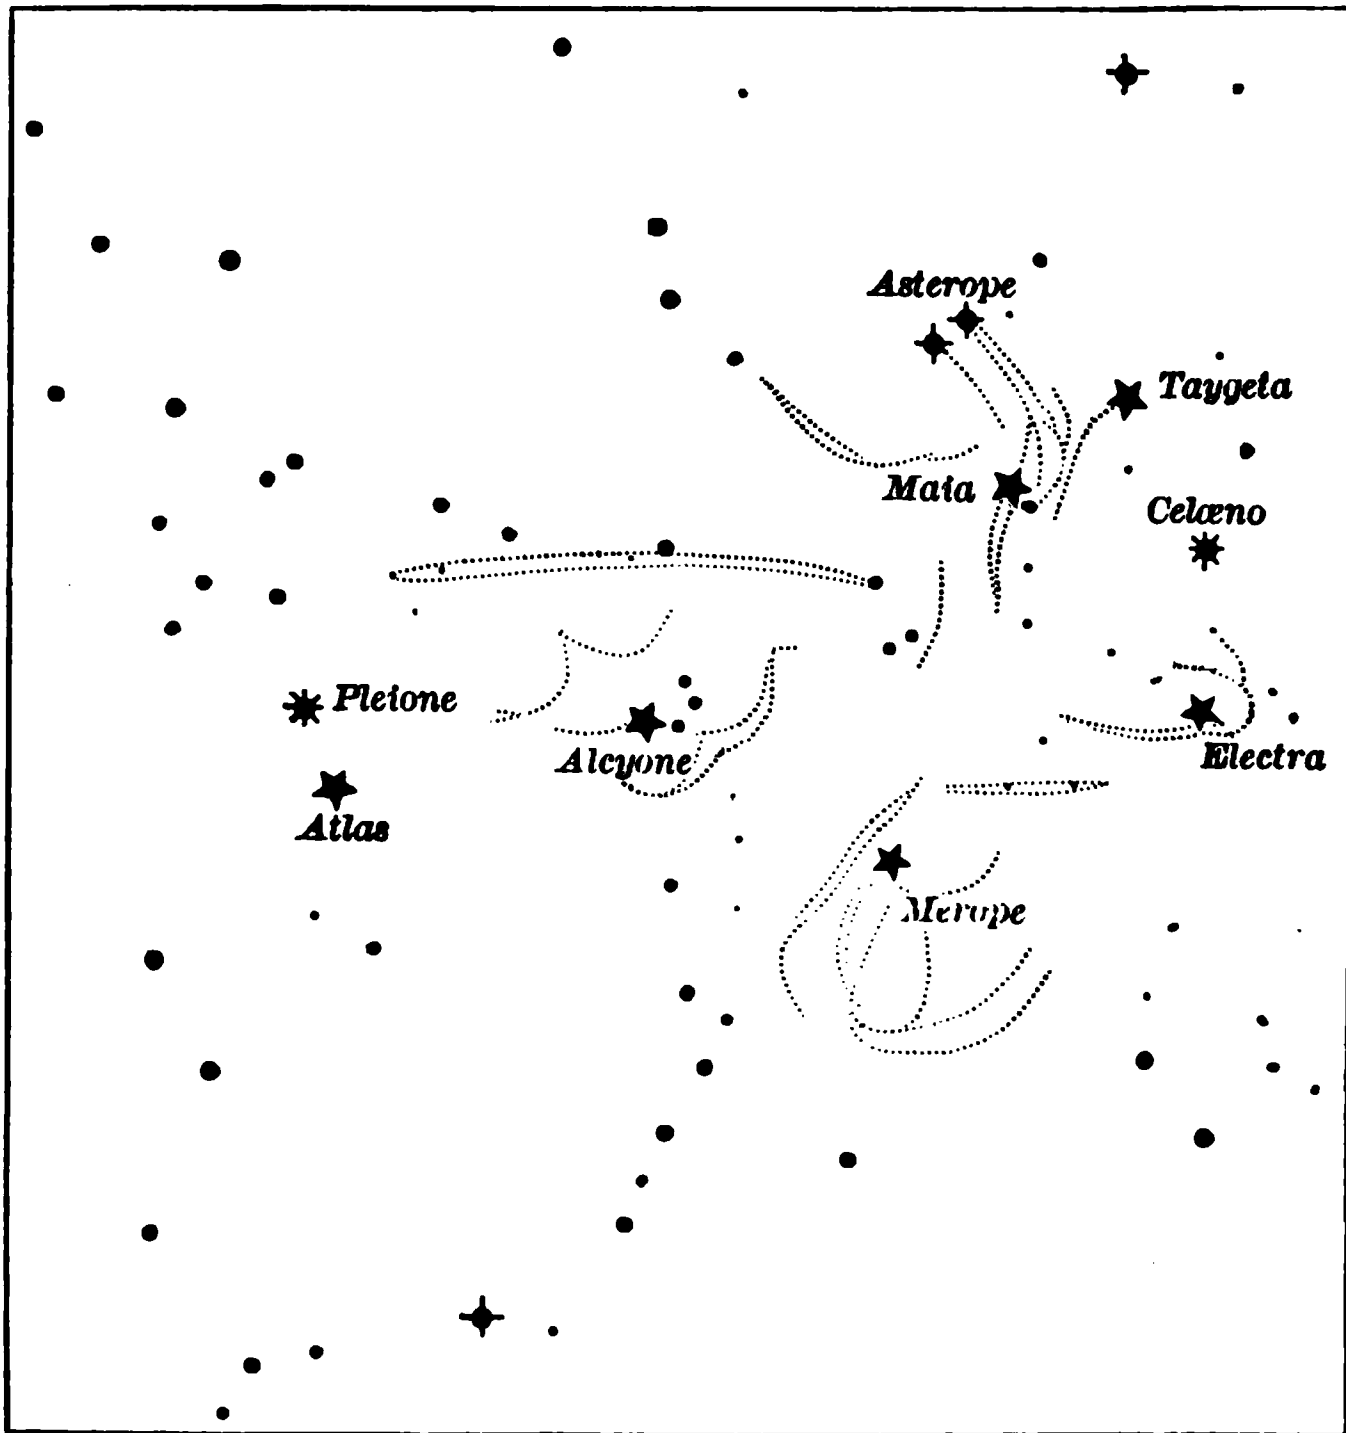 Asterope
Taygeta
Maia
Celæno
Pleione
Alcyone
Electra
Atlas
Merope